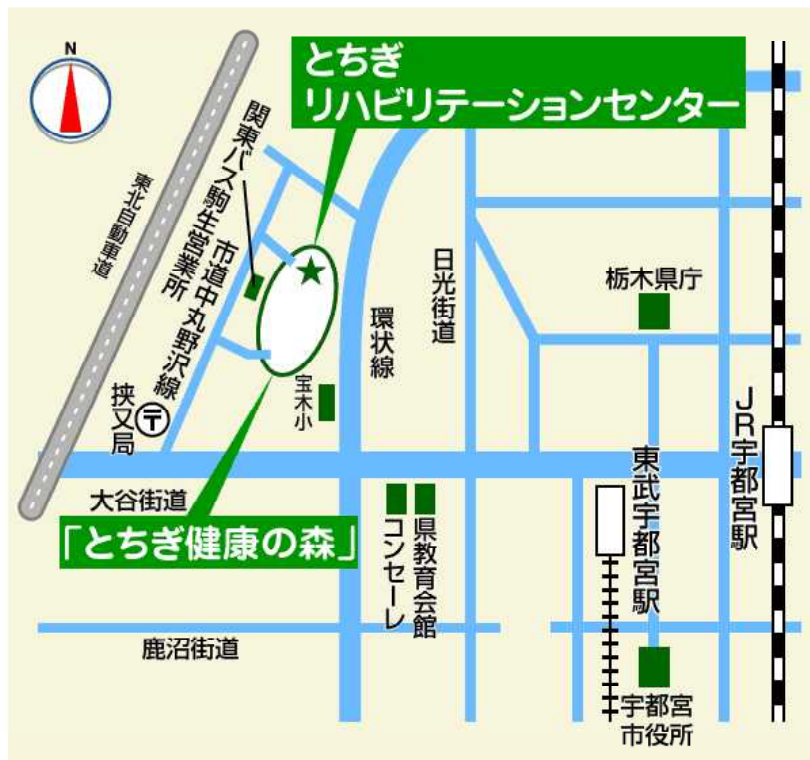 N
とちぎ
リハビリテーションセンター
関東バス駒生営業所
東北自動車道
市道中丸野沢線
日光街道
栃木県庁
環状線
宝木小
挟又局
〒
JR宇都宮駅
東武宇都宮駅
大谷街道
「とちぎ健康の森」
コンセーレ
県教育会館
鹿沼街道
宇都宮
市役所